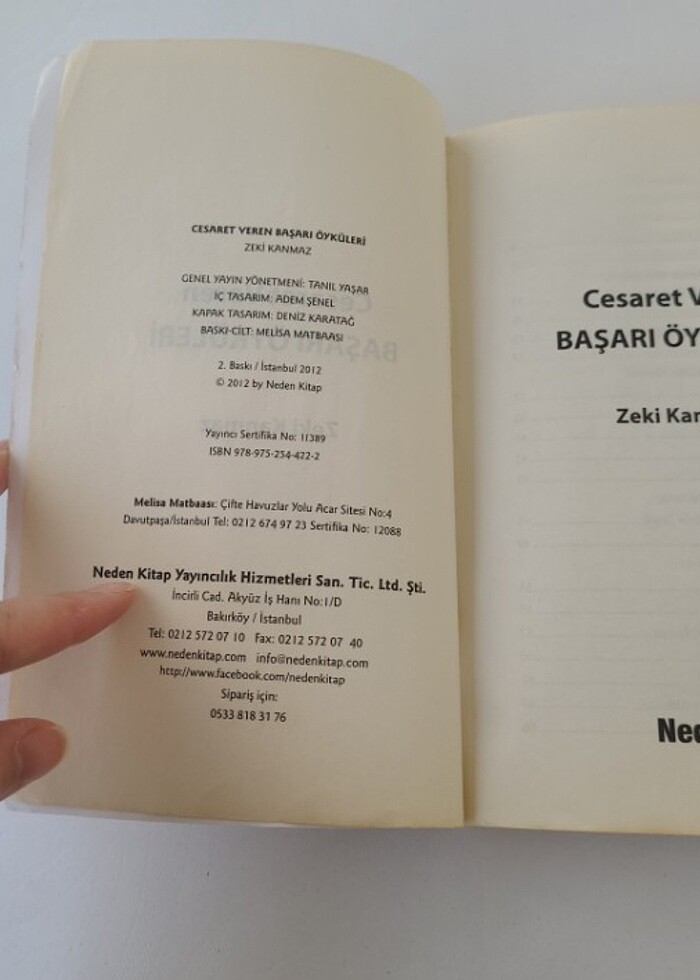 CESARET VEREN BAŞARI ÖYKÜLERİ
ZEKİ KANMAZ
GENEL YAYIN YÖNETMENİ: TANIL YAŞAR
İÇ TASARIM: ADEM ŞENEL
KAPAK TASARIM: DENİZ KARATAĞ
BASKI-CİLT: MELİSA MATBAASI
2. Baskı / İstanbul 2012
© 2012 by Neden Kitap
Yayıncı Sertifika No: 11389
ISBN 978-975-254-422-2
Melisa Matbaası: Çifte Havuzlar Yolu Acar Sitesi No:4
Davutpaşa/İstanbul Tel: 0212 674 97 23 Sertifika No: 12088
Neden Kitap Yayıncılık Hizmetleri San. Tic. Ltd. Şti.
İncirli Cad. Akyüz İş Hanı No:1/D
Bakırköy / İstanbul
Tel: 0212 572 07 10 Fax: 0212 572 07 40
www.nedenkitap.com info@nedenkitap.com
http://www.facebook.com/nedenkitap
Sipariş için:
0533 818 31 76
Cesaret V
BAŞARI ÖY
Zeki Kan
Ned